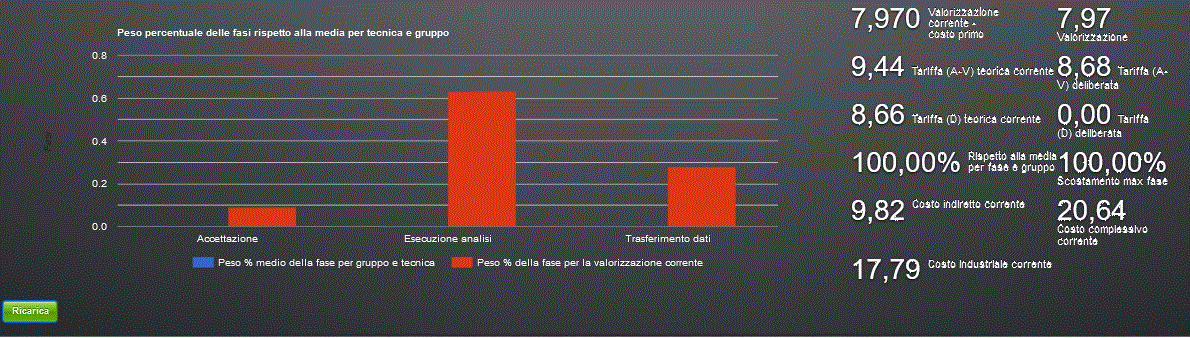 Peso percentuale delle fasi rispetto alla media per tecnica e gruppo
0.8
0.6
0.4
0.2
0.0
Accettazione
Esecuzione analisi
Trasferimento dati
Peso % medio della fase per gruppo e tecnica
Peso % della fase per la valorizzazione corrente
7,970 Valorizzazione
corrente -
costo primo
7,97
Valorizzazione
9,44 Tariffa (A-V) teorica corrente
8,68 Tariffa (A-
V) deliberata
8,66 Tariffa (D) teorica corrente
0,00 Tariffa
(D) deliberata
100,00% Rispetto alla media
per fase e gruppo
100,00%
Scostamento max fase
9,82 Costo indiretto corrente
20,64
Costo complessivo
corrente
17,79 Costo industriale corrente
Ricarica